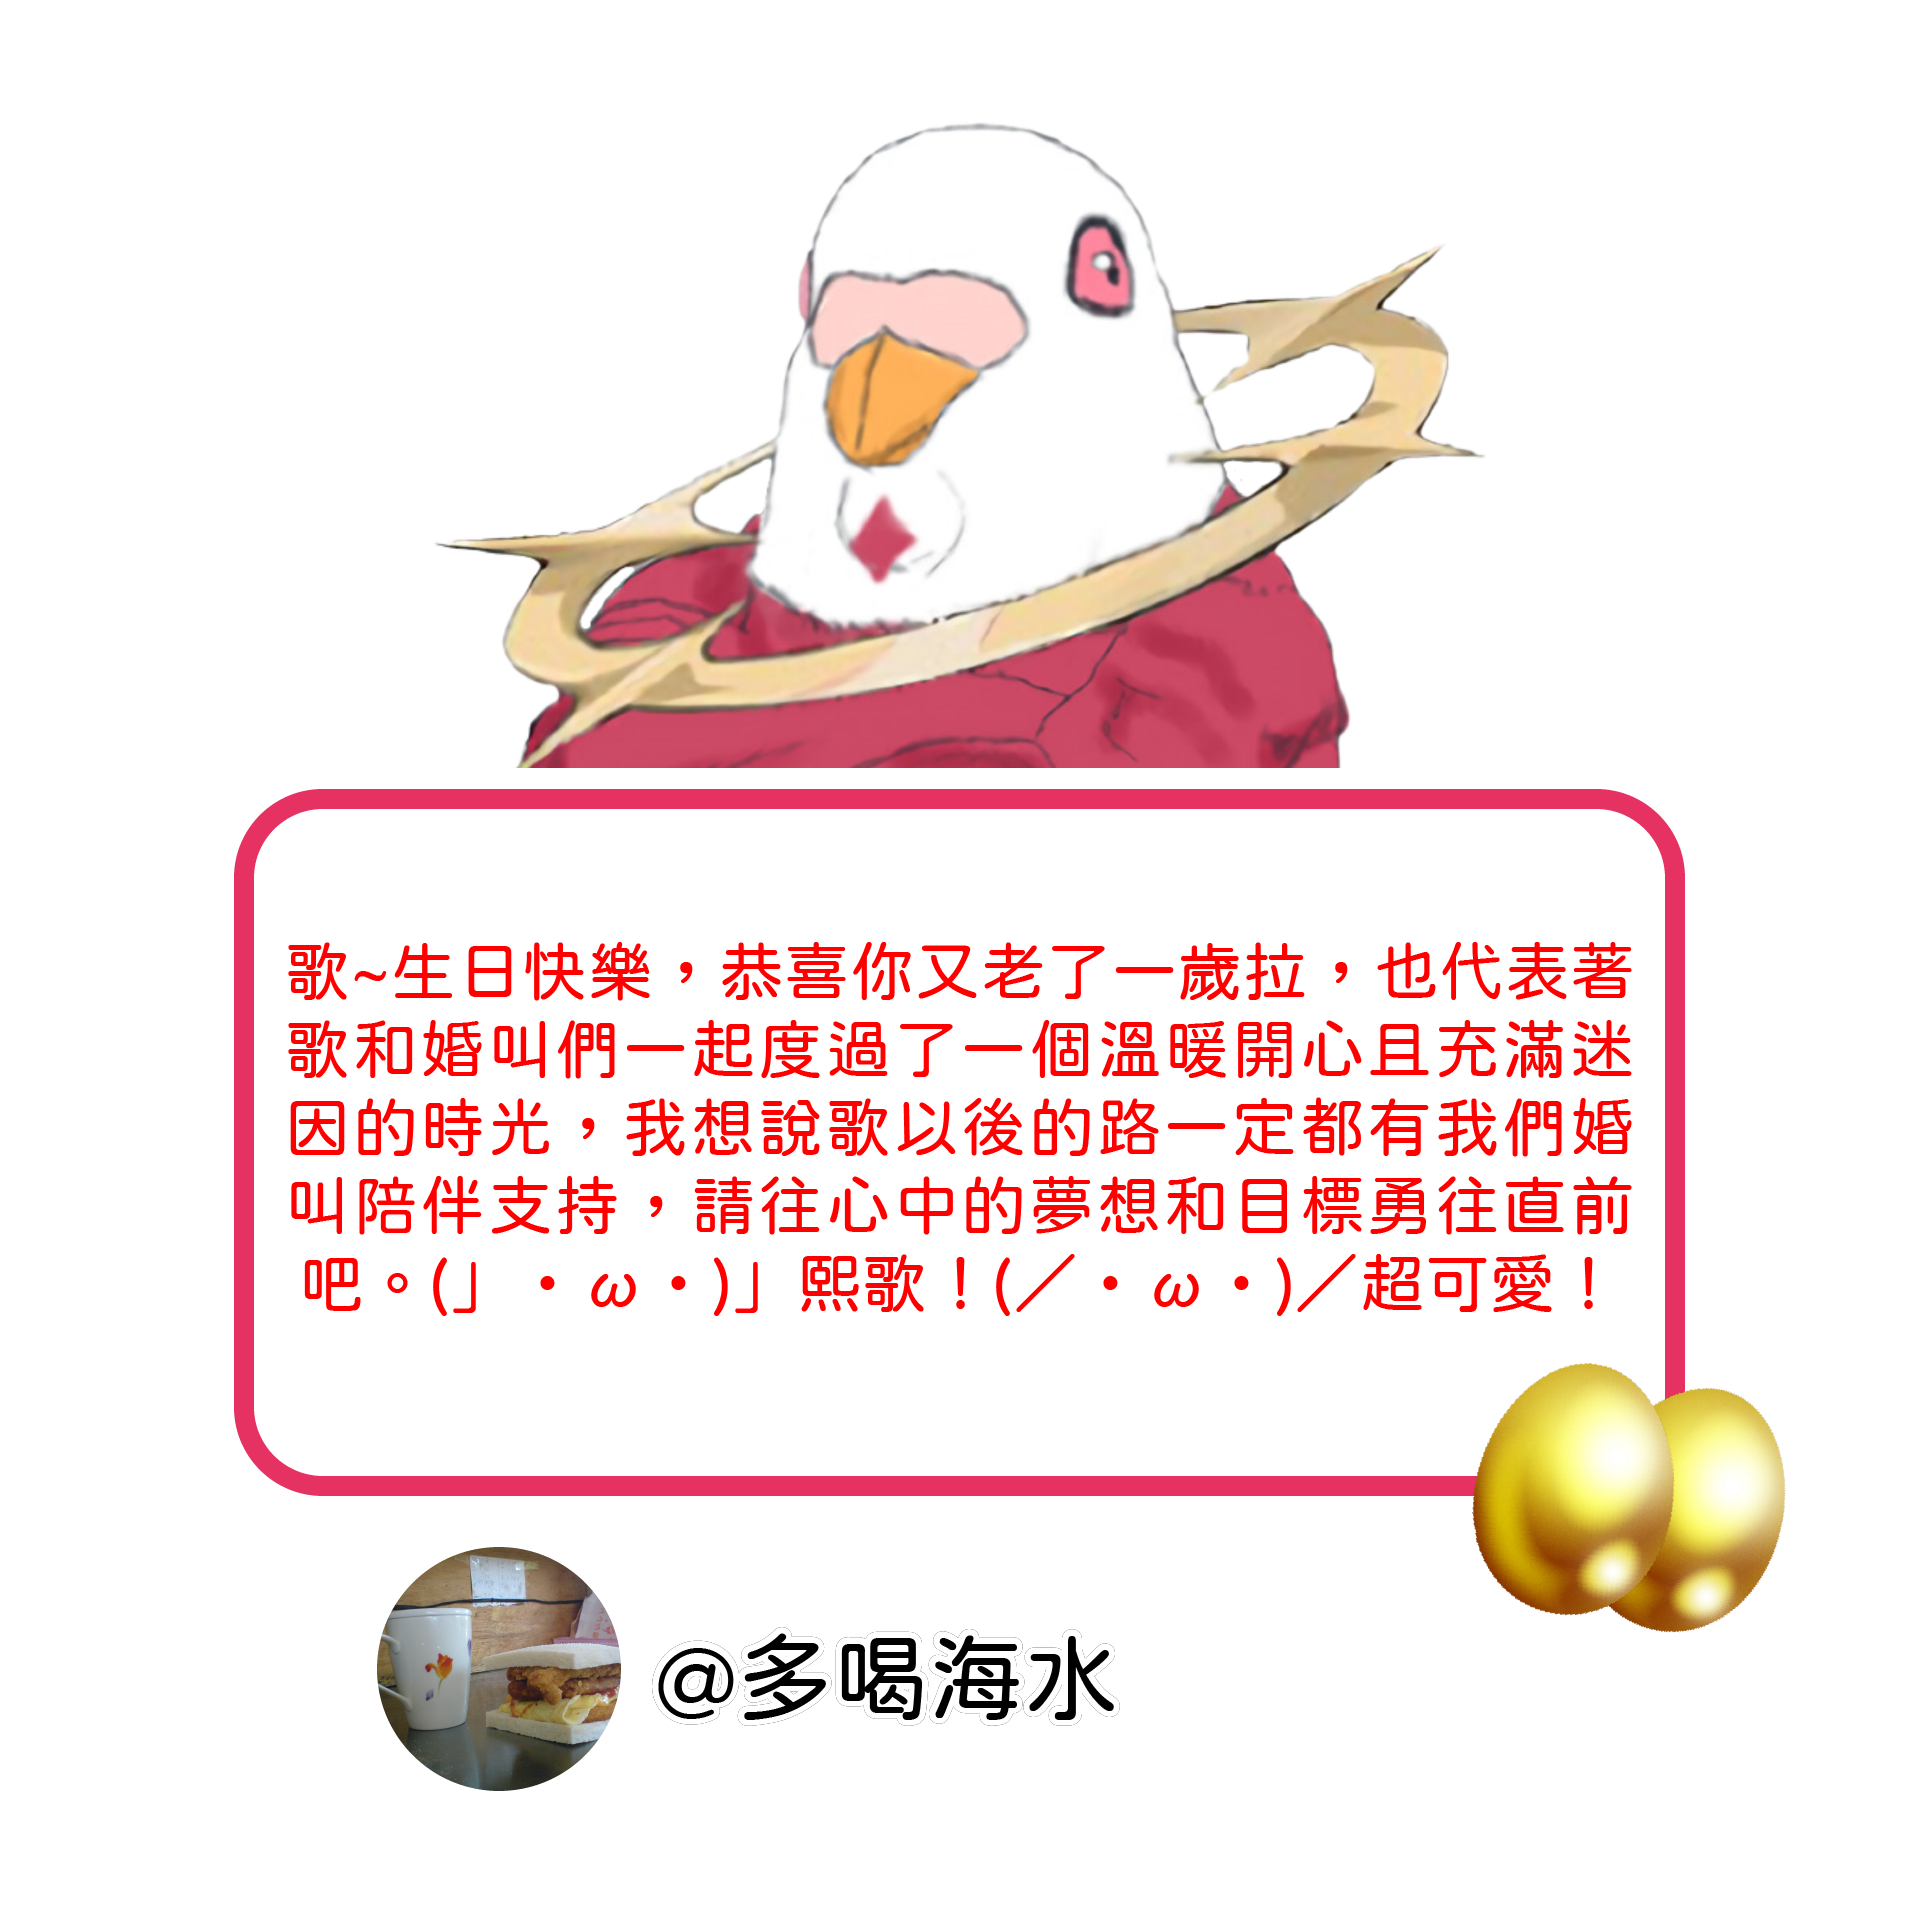 歌~生日快樂，恭喜你又老了一歲拉，也代表著
歌和婚叫們一起度過了一個溫暖開心且充滿迷
因的時光，我想說歌以後的路一定都有我們婚
叫陪伴支持，請往心中的夢想和目標勇往直前
吧。(」・ω・)」熙歌！(／・ω・)／超可愛！
@多喝海水